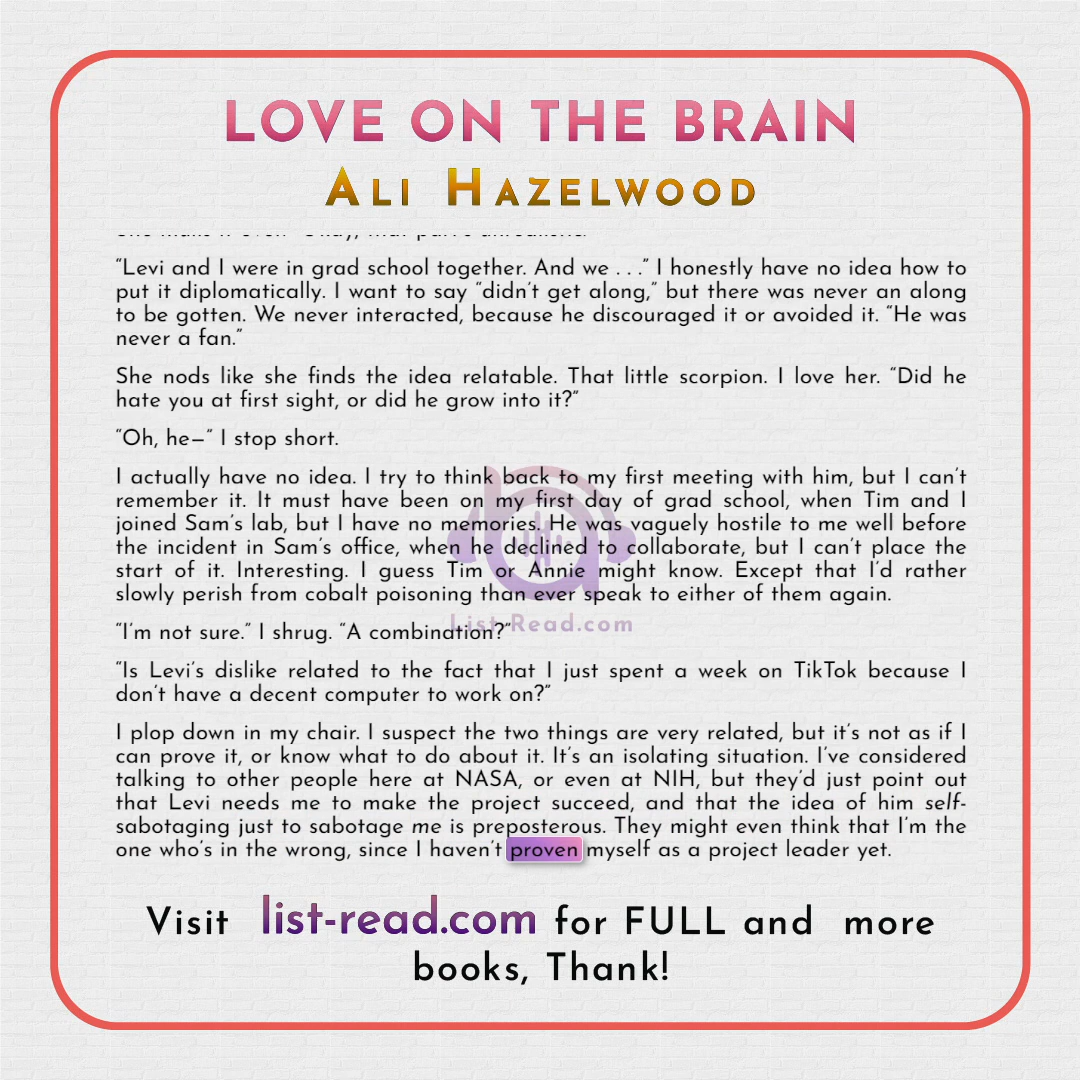 LOVE ON THE BRAIN
ALI HAZELWOOD
“Levi and I were in grad school together. And we . . .” I honestly have no idea how to
put it diplomatically. I want to say “didn’t get along,” but there was never an along
to be gotten. We never interacted, because he discouraged it or avoided it. “He was
never a fan.”
She nods like she finds the idea relatable. That little scorpion. I love her. “Did he
hate you at first sight, or did he grow into it?”
“Oh, he—” I stop short.
I actually have no idea. I try to think back to my first meeting with him, but I can’t
remember it. It must have been on my first day of grad school, when Tim and I
joined Sam’s lab, but I have no memories. He was vaguely hostile to me well before
the incident in Sam’s office, when he declined to collaborate, but I can’t place the
start of it. Interesting. I guess Tim or Annie might know. Except that I’d rather
slowly perish from cobalt poisoning than ever speak to either of them again.
List-Read.com
“I’m not sure.” I shrug. “A combination?”
“Is Levi’s dislike related to the fact that I just spent a week on TikTok because I
don’t have a decent computer to work on?”
I plop down in my chair. I suspect the two things are very related, but it’s not as if I
can prove it, or know what to do about it. It’s an isolating situation. I’ve considered
talking to other people here at NASA, or even at NIH, but they’d just point out
that Levi needs me to make the project succeed, and that the idea of him self-
sabotaging just to sabotage me is preposterous. They might even think that I’m the
one who’s in the wrong, since I haven’t proven myself as a project leader yet.
Visit list-read.com for FULL and more
books, Thank!